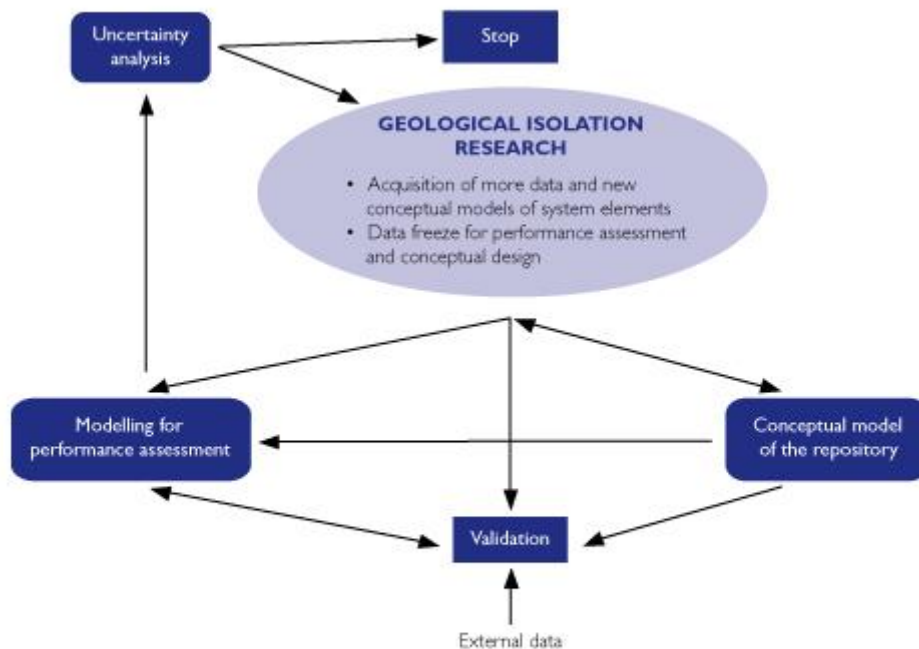 Uncertainty
analysis
Stop
GEOLOGICAL ISOLATION
RESEARCH
• Acquisition of more data and new
conceptual models of system elements
• Data freeze for performance assessment
and conceptual design
Modelling for
performance assessment
Conceptual model
of the repository
Validation
External data